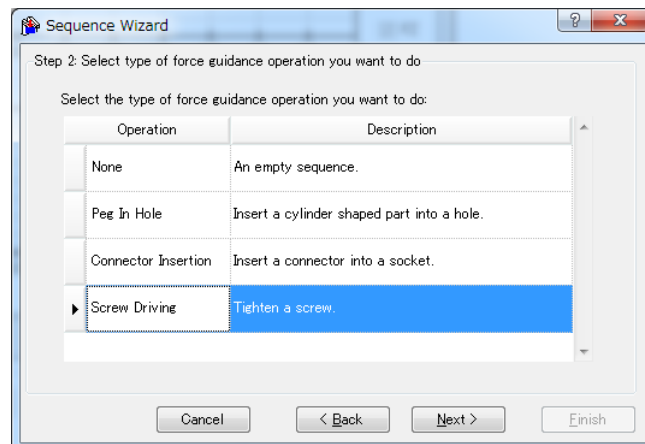 Sequence Wizard
Step 2: Select type of force guidance operation you want to do
Select the type of force guidance operation you want to do:
Operation Description
None An empty sequence.
Peg In Hole Insert a cylinder shaped part into a hole.
Connector Insertion Insert a connector into a socket.
Screw Driving Tighten a screw.
Cancel < Back Next > Finish